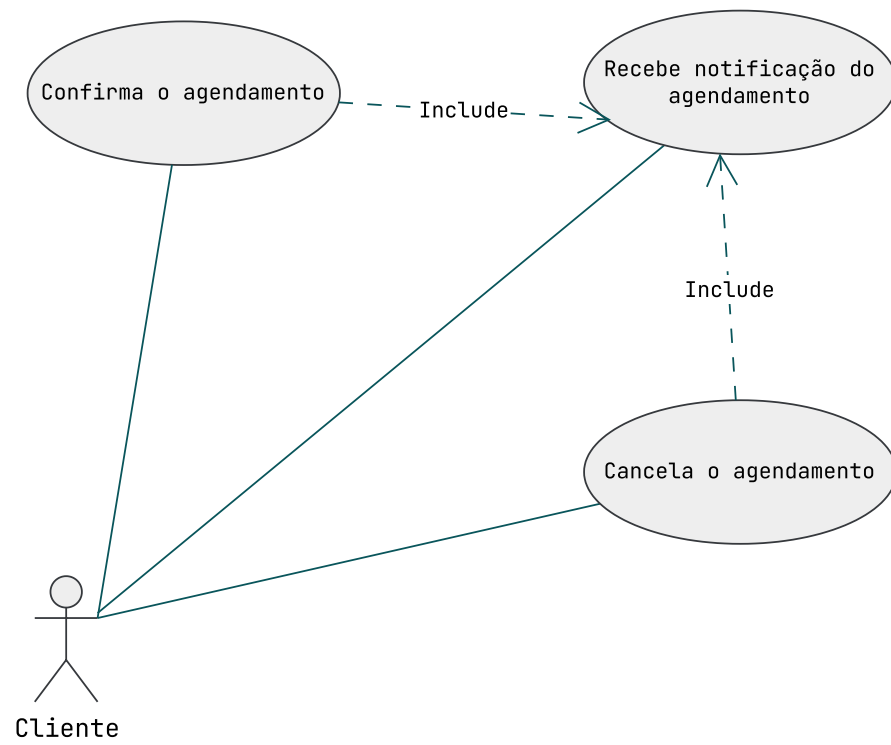 Confirma o agendamento
Include
Recebe notificação do
agendamento
Include
Cancela o agendamento
Cliente